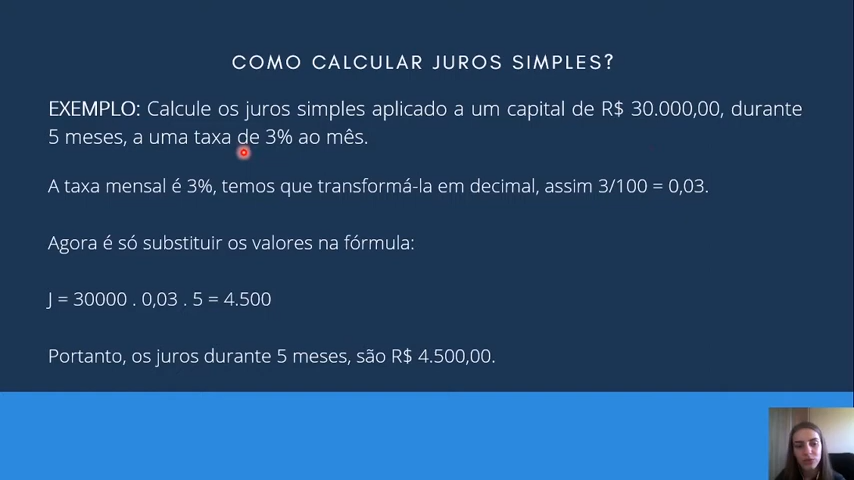 COMO CALCULAR JUROS SIMPLES?
EXEMPLO: Calcule os juros simples aplicado a um capital de R$ 30.000,00, durante
5 meses, a uma taxa de 3% ao mês.
A taxa mensal é 3%, temos que transformá-la em decimal, assim 3/100 = 0,03.
Agora é só substituir os valores na fórmula:
J = 30000 . 0,03 . 5 = 4.500
Portanto, os juros durante 5 meses, são R$ 4.500,00.